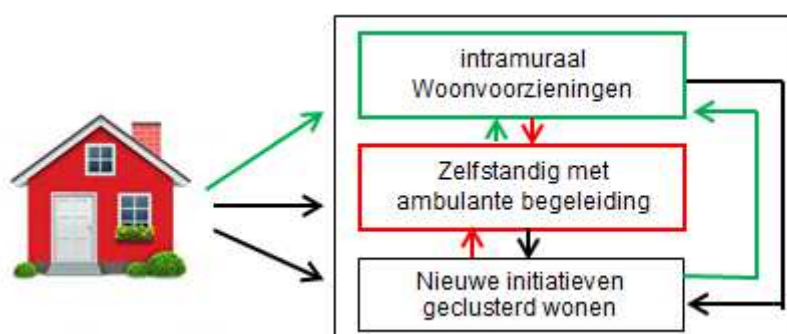 intramuraal
Woonvoorzieningen
Zelfstandig met
ambulante begeleiding
Nieuwe initiatieven
geclusterd wonen